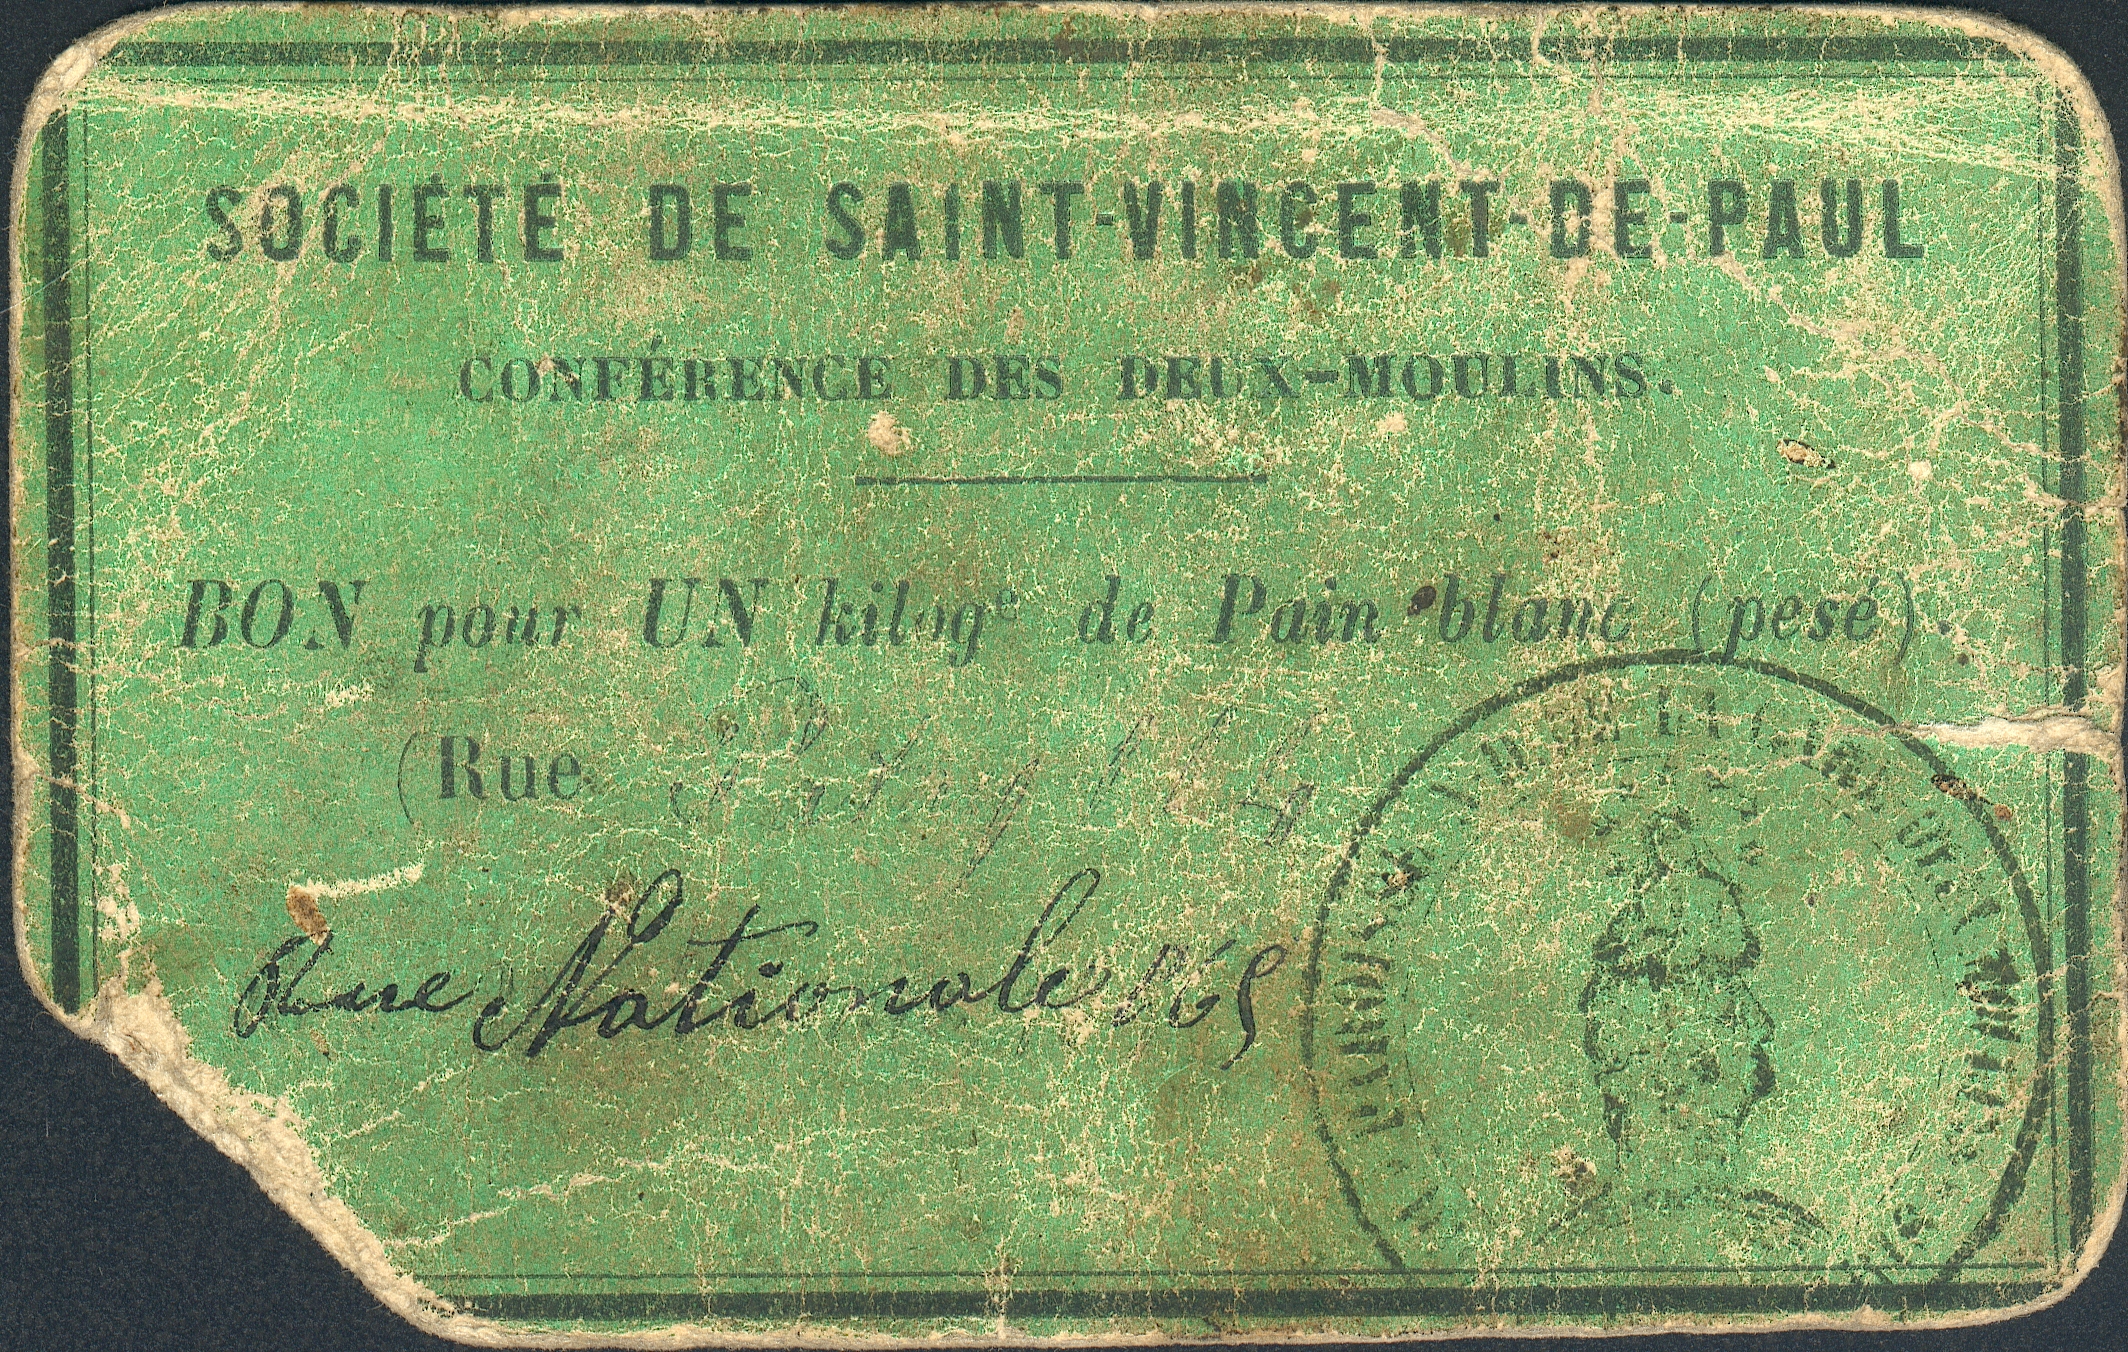 SOCIÉTÉ DE SAINT-VINCENT-DE-PAUL
CONFÉRENCE DES DEUX-MOULINS.
BON pour UN kilogᵉ de Pain blanc (pesé).
(Rue
Rue Nationale